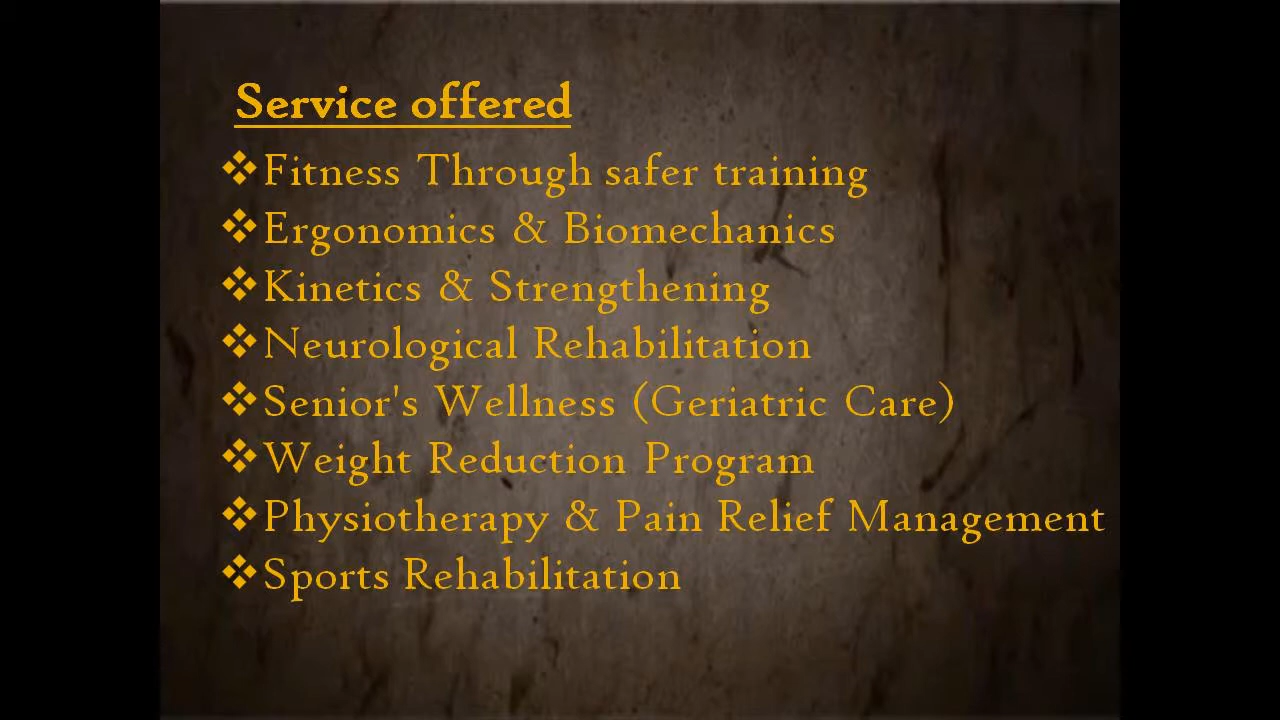 Service offered
❖Fitness Through safer training
❖Ergonomics & Biomechanics
❖Kinetics & Strengthening
❖Neurological Rehabilitation
❖Senior's Wellness (Geriatric Care)
❖Weight Reduction Program
❖Physiotherapy & Pain Relief Management
❖Sports Rehabilitation